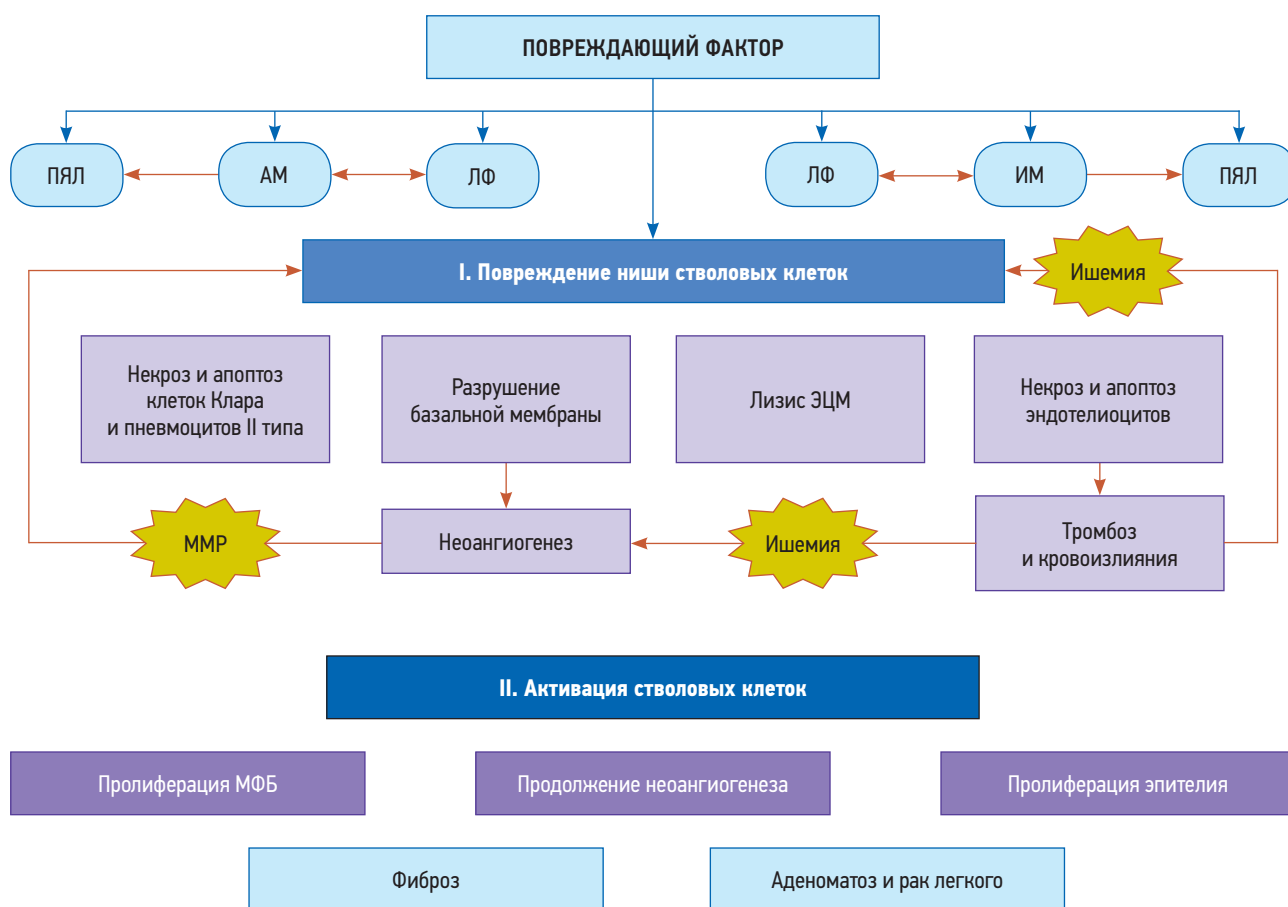 ПОВРЕЖДАЮЩИЙ ФАКТОР
ПЯЛ
АМ
ЛФ
ЛФ
ИМ
ПЯЛ
I. Повреждение ниши стволовых клеток
Ишемия
Некроз и апоптоз
клеток Клара
и пневмоцитов II типа
Разрушение
базальной мембраны
Лизис ЭЦМ
Некроз и апоптоз
эндотелиоцитов
ММР
Неоангиогенез
Ишемия
Тромбоз
и кровоизлияния
II. Активация стволовых клеток
Пролиферация МФБ
Продолжение неоангиогенеза
Пролиферация эпителия
Фиброз
Аденоматоз и рак легкого